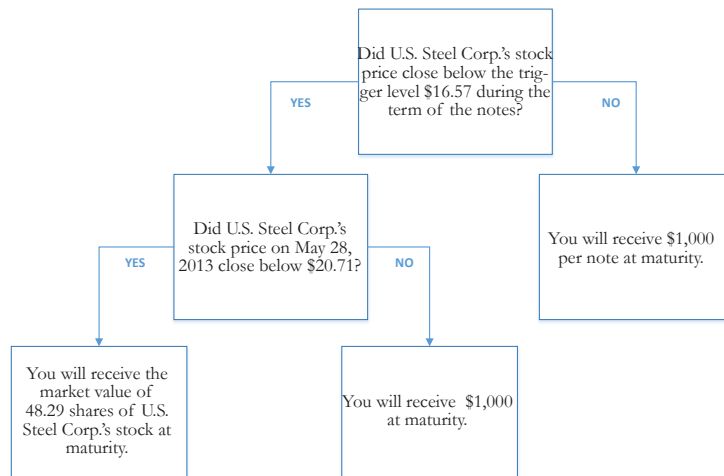 Did U.S. Steel Corp.'s stock
price close below the trig-
ger level $16.57 during the
term of the notes?
YES
NO
Did U.S. Steel Corp.'s
stock price on May 28,
2013 close below $20.71?
You will receive $1,000
per note at maturity.
YES
NO
You will receive the
market value of
48.29 shares of U.S.
Steel Corp.'s stock at
maturity.
You will receive $1,000
at maturity.